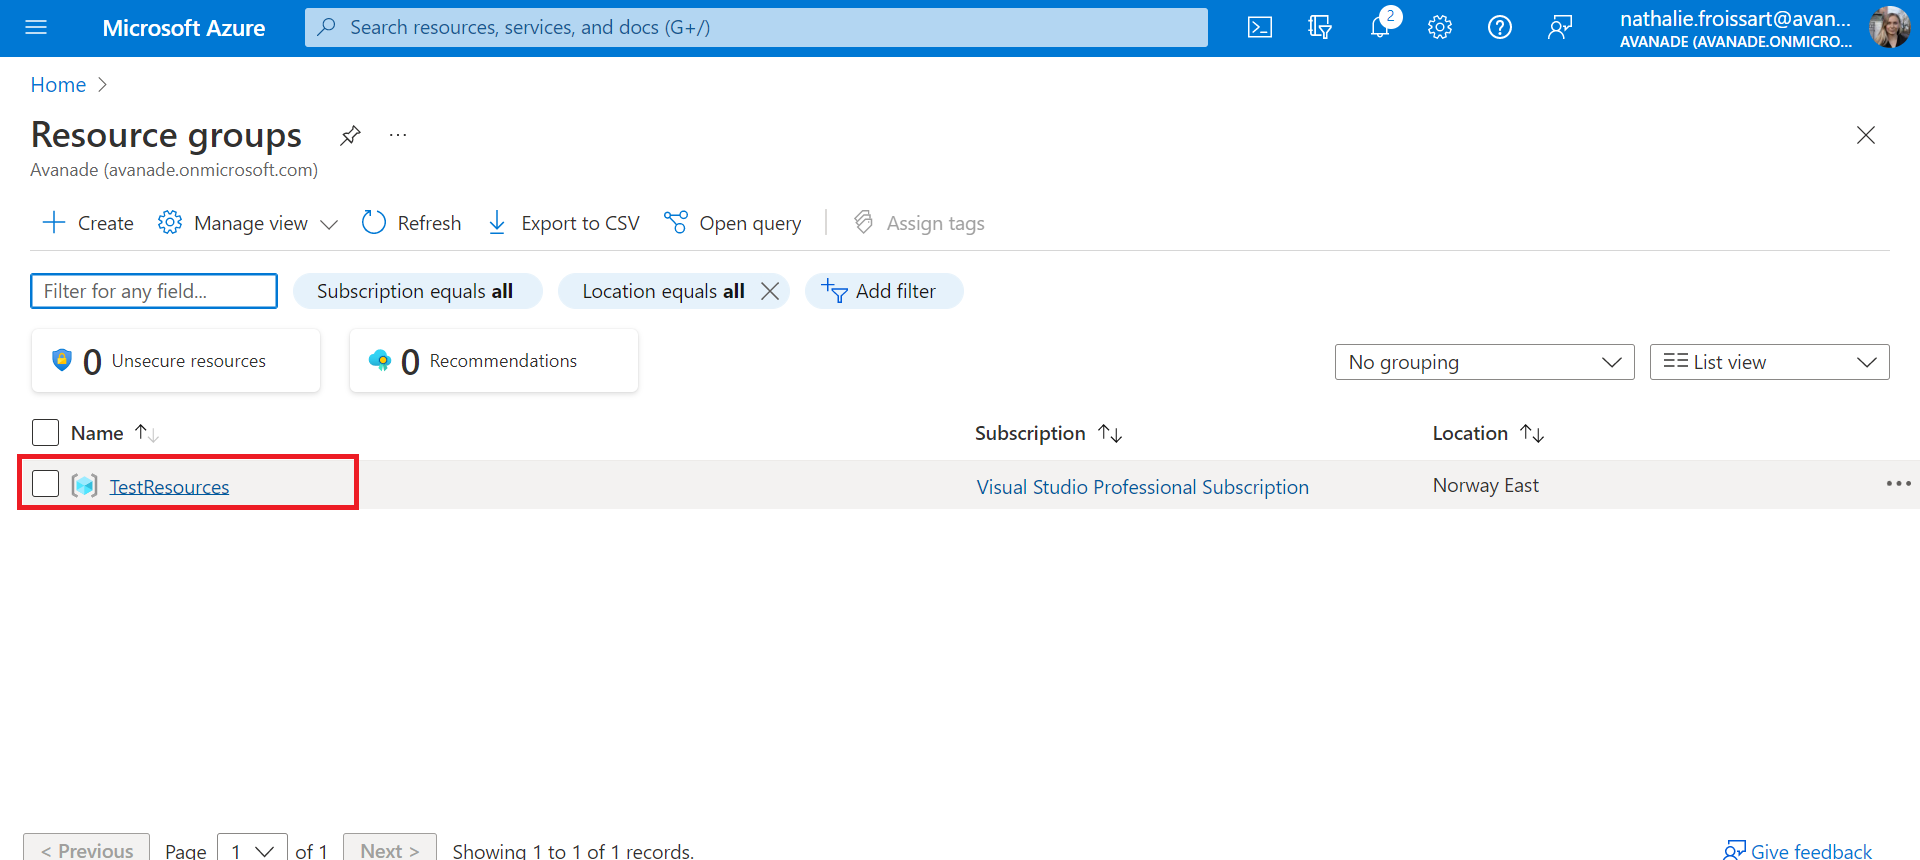 Microsoft Azure
Search resources, services, and docs (G+/)
2
nathalie.froissart@avan...
AVANADE (AVANADE.ONMICRO...
Home
Resource groups
...
Avanade (avanade.onmicrosoft.com)
Create
Manage view
Refresh
Export to CSV
Open query
Assign tags
Filter for any field...
Subscription equals all
Location equals all
Add filter
0 Unsecure resources
0 Recommendations
No grouping
List view
Name
Subscription
Location
TestResources
Visual Studio Professional Subscription
Norway East
< Previous
Page 1 of 1
Next >
Showing 1 to 1 of 1 records.
Give feedback